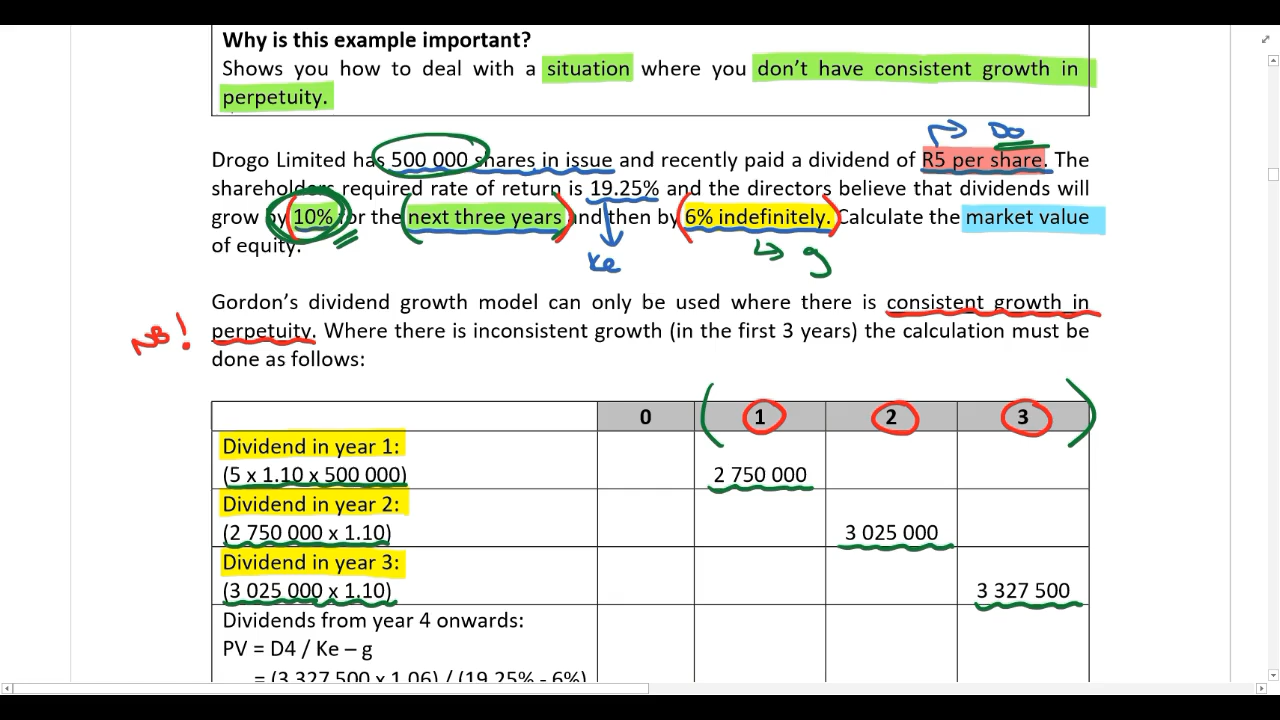 Why is this example important?
Shows you how to deal with a situation where you don't have consistent growth in
perpetuity.
Do
Drogo Limited has 500 000 shares in issue and recently paid a dividend of R5 per share. The
shareholders required rate of return is 19.25% and the directors believe that dividends will
grow by 10% for the next three years and then by 6% indefinitely. Calculate the market value
of equity.
Ke
g
Gordon's dividend growth model can only be used where there is consistent growth in
NB!
perpetuity. Where there is inconsistent growth (in the first 3 years) the calculation must be
done as follows:
0 1 2 3
Dividend in year 1:
(5 x 1.10 x 500 000) 2 750 000
Dividend in year 2:
(2 750 000 x 1.10) 3 025 000
Dividend in year 3:
(3 025 000 x 1.10) 3 327 500
Dividends from year 4 onwards:
PV = D4 / Ke – g
= (3 327 500 x 1.06) / (19.25% - 6%)